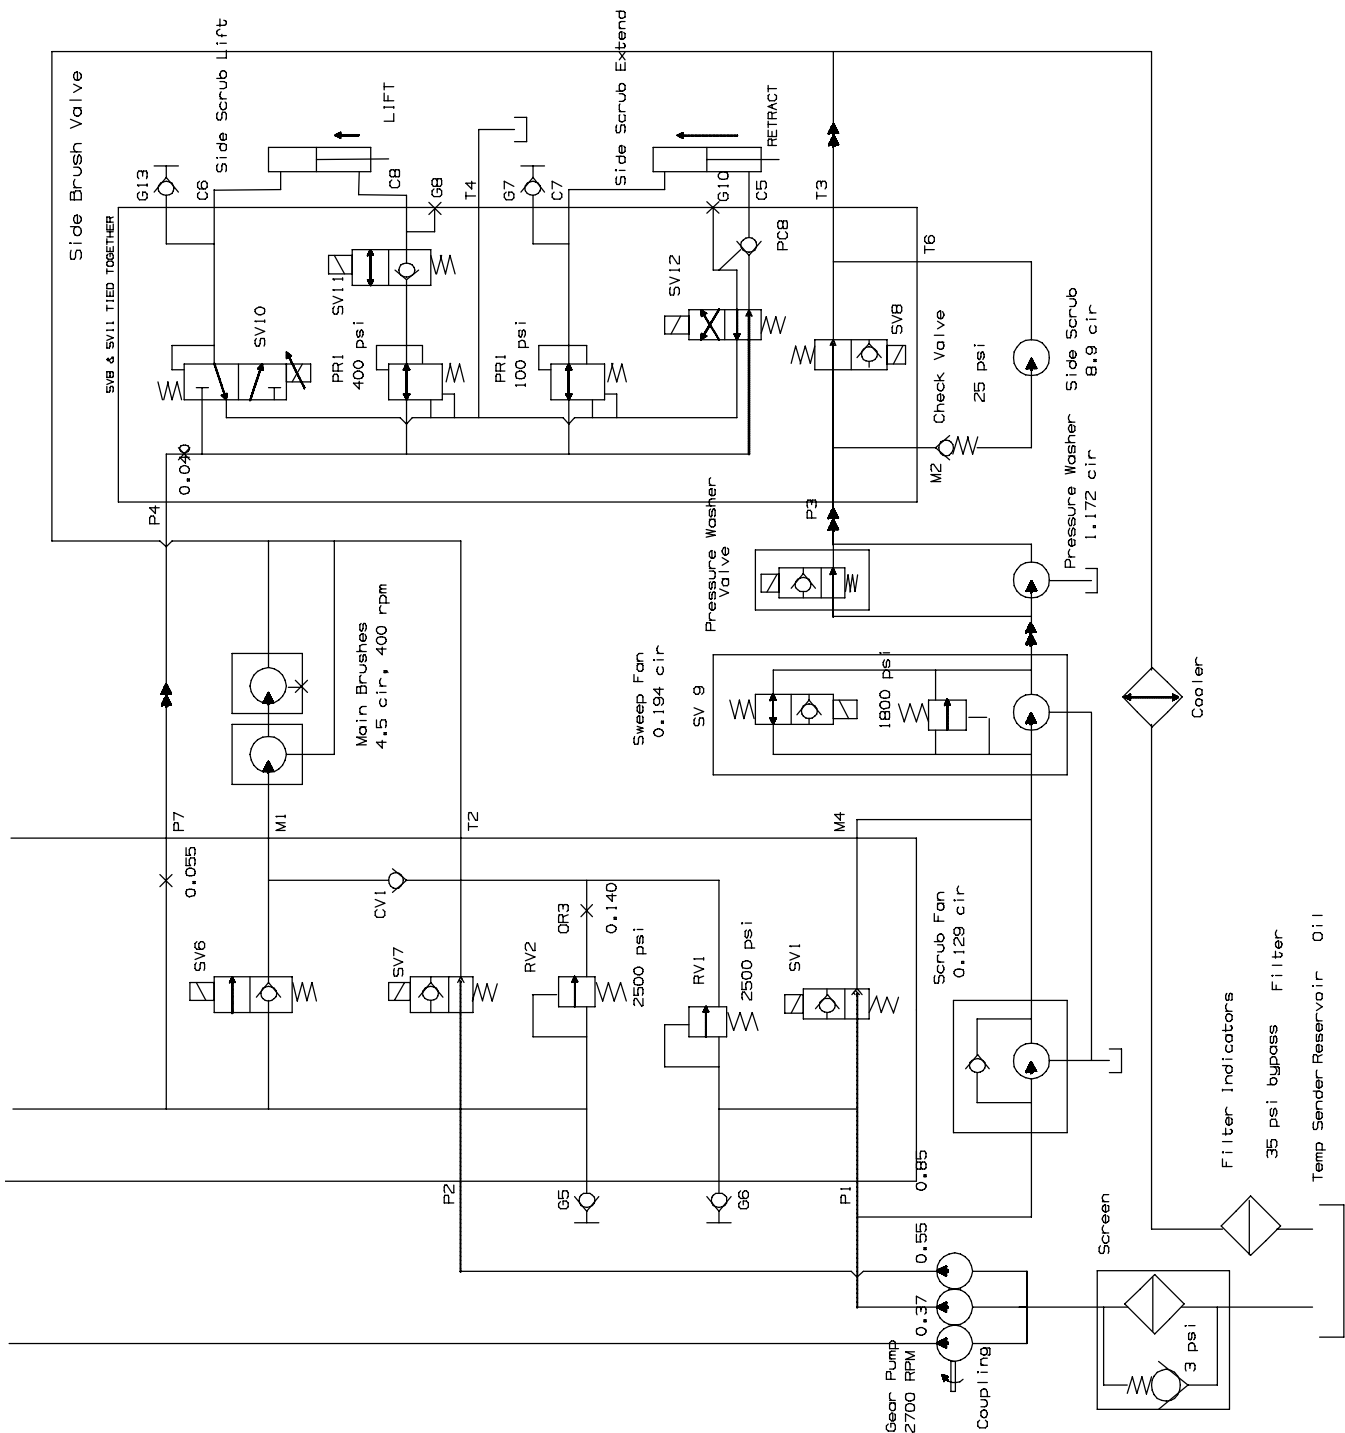 Side Brush Valve
SV8 & SV11 TIED TOGETHER
G13
C6
Side Scrub Lift
LIFT
C8
G8
T4
G7
C7
Side Scrub Extend
RETRACT
G10
C5
T3
T6
SV10
SV11
PR1
400 psi
PR1
100 psi
SV12
PC8
SV8
Check Valve
25 psi
M2
Side Scrub
8.9 cir
0.040
P4
P3
Pressure Washer
Valve
Pressure Washer
1.172 cir
Main Brushes
4.5 cir, 400 rpm
Sweep Fan
0.194 cir
SV 9
1800 psi
Cooler
P7
M1
T2
M4
0.055
CV1
OR3
0.140
SV6
SV7
RV2
2500 psi
RV1
2500 psi
SV1
Scrub Fan
0.129 cir
P2
G5
G6
P1
0.85
0.55
0.37
Gear Pump
2700 RPM
Coupling
Screen
3 psi
Filter Indicators
35 psi bypass
Filter
Temp Sender
Reservoir
Oil